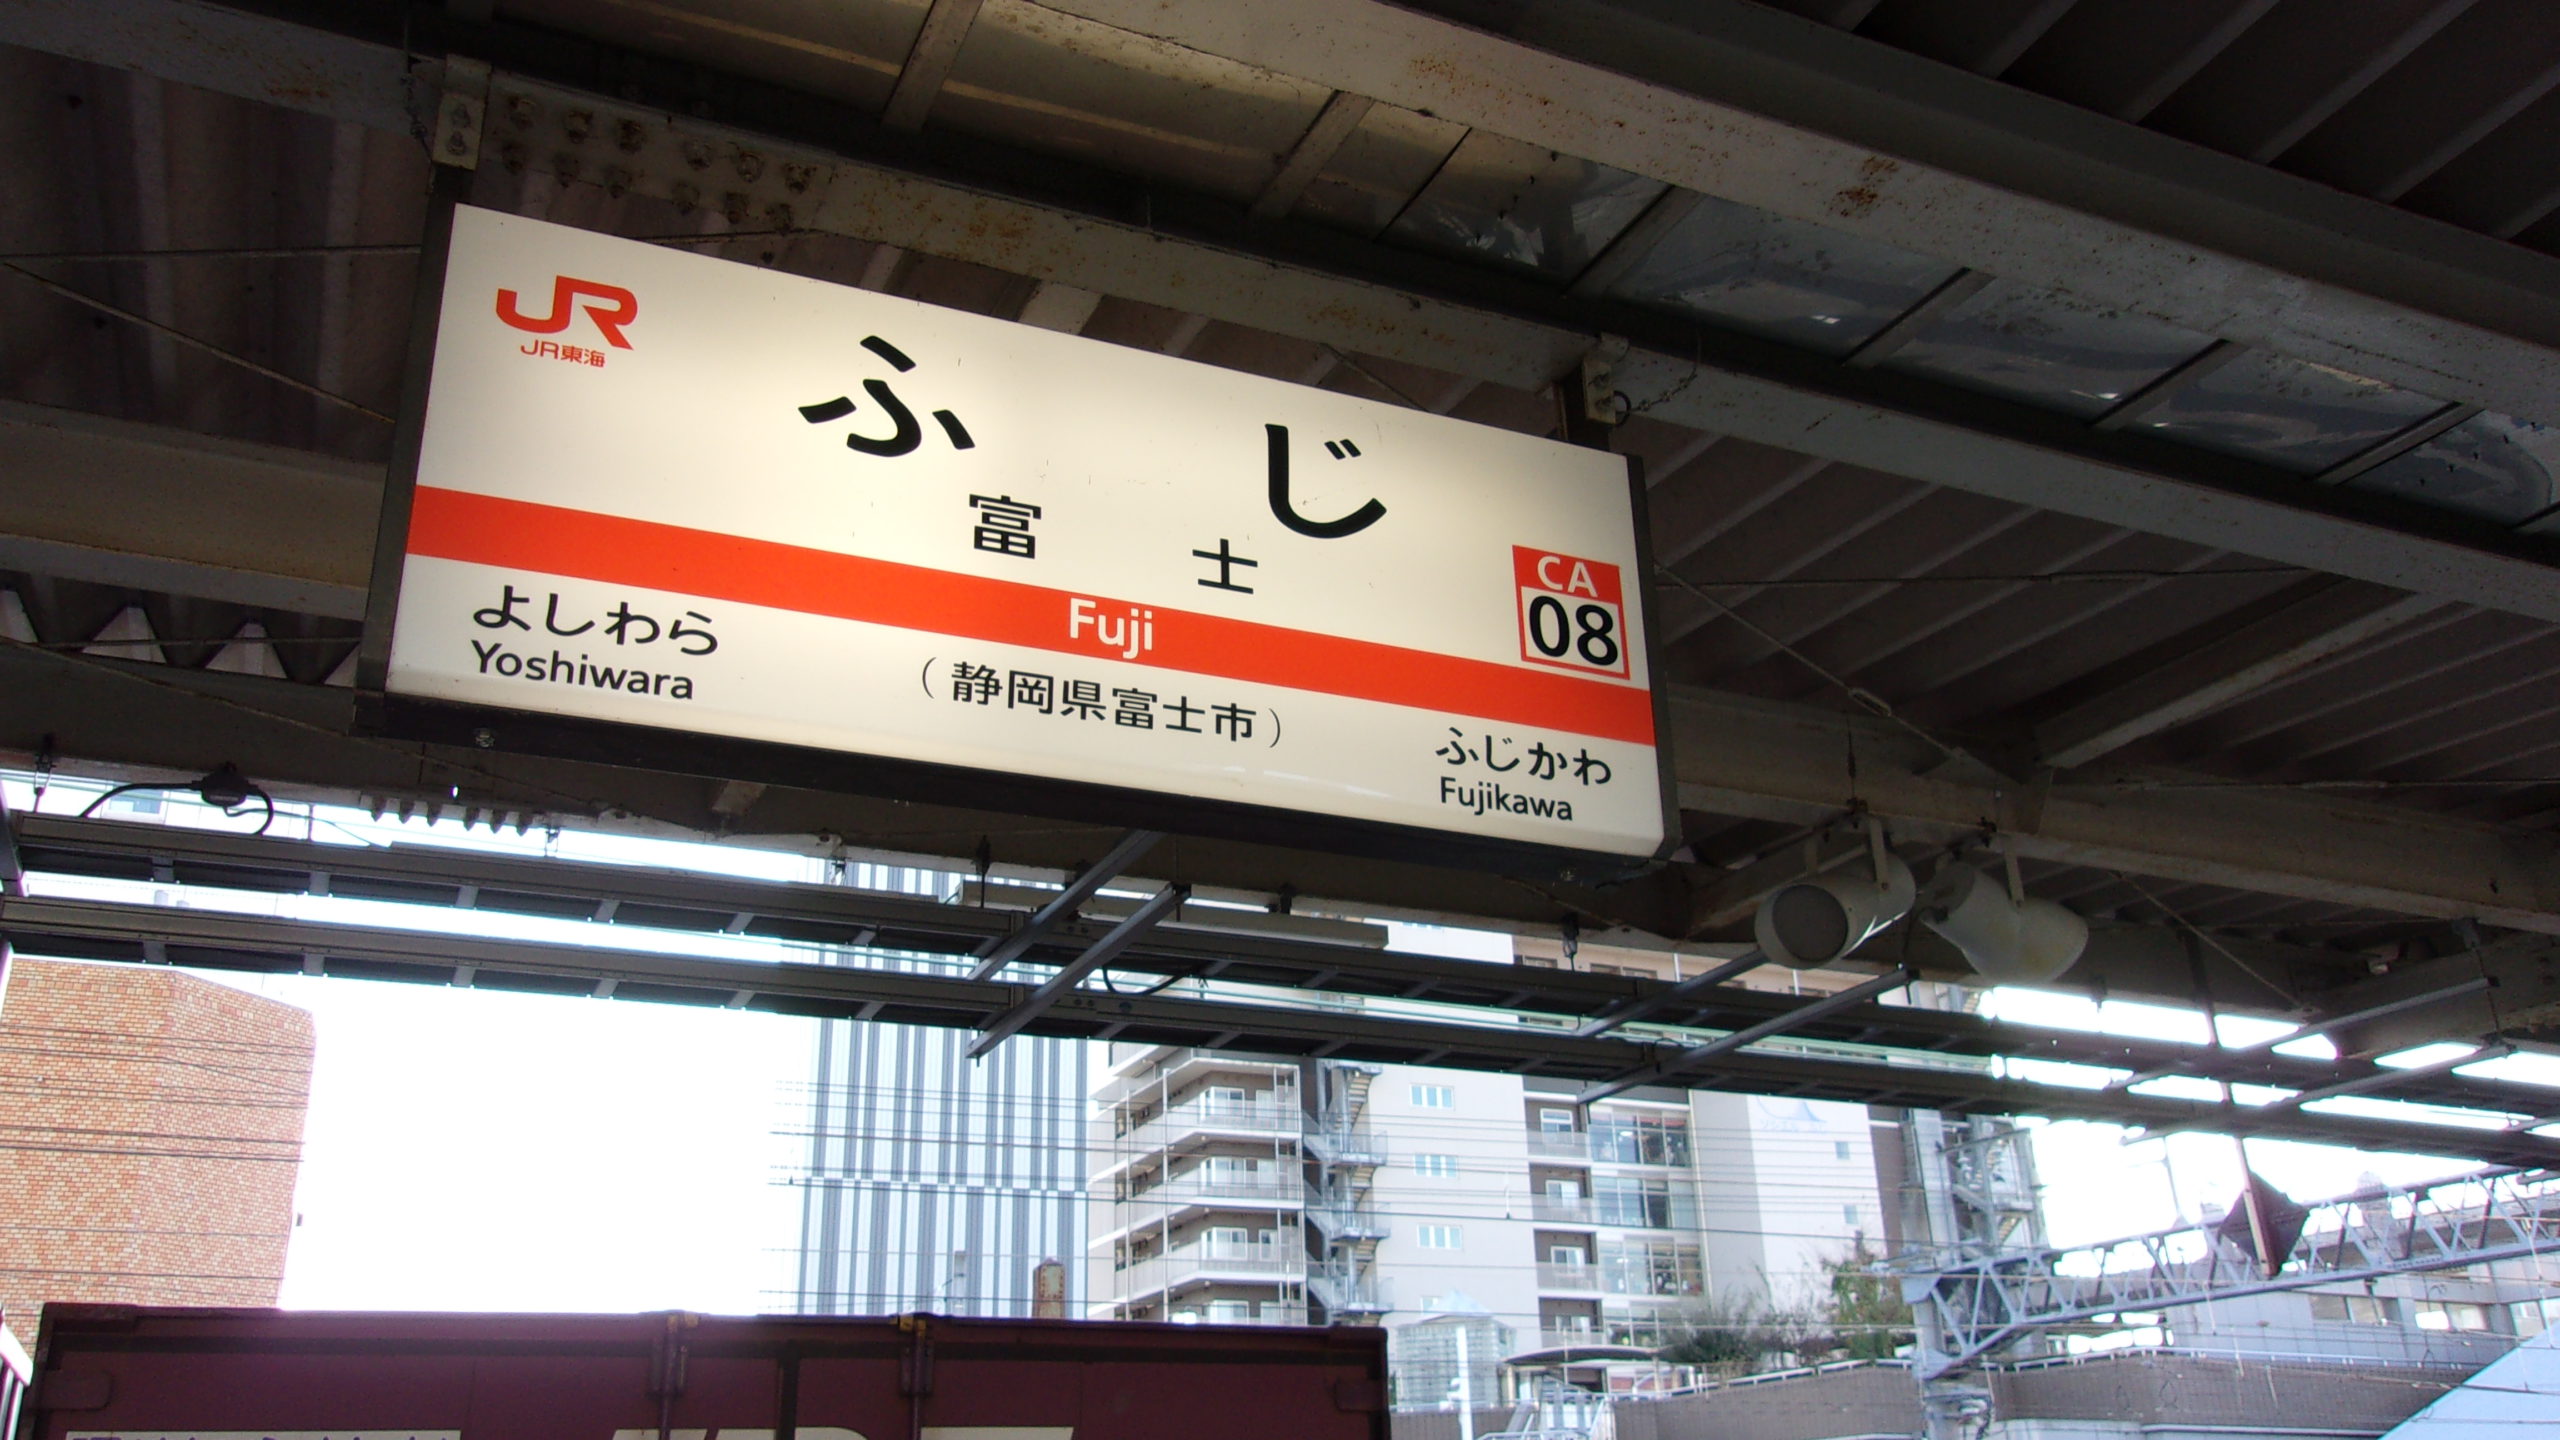 JR
JR東海
ふじ
富士
CA
08
Fuji
よしわら
Yoshiwara
(静岡県富士市)
ふじかわ
Fujikawa